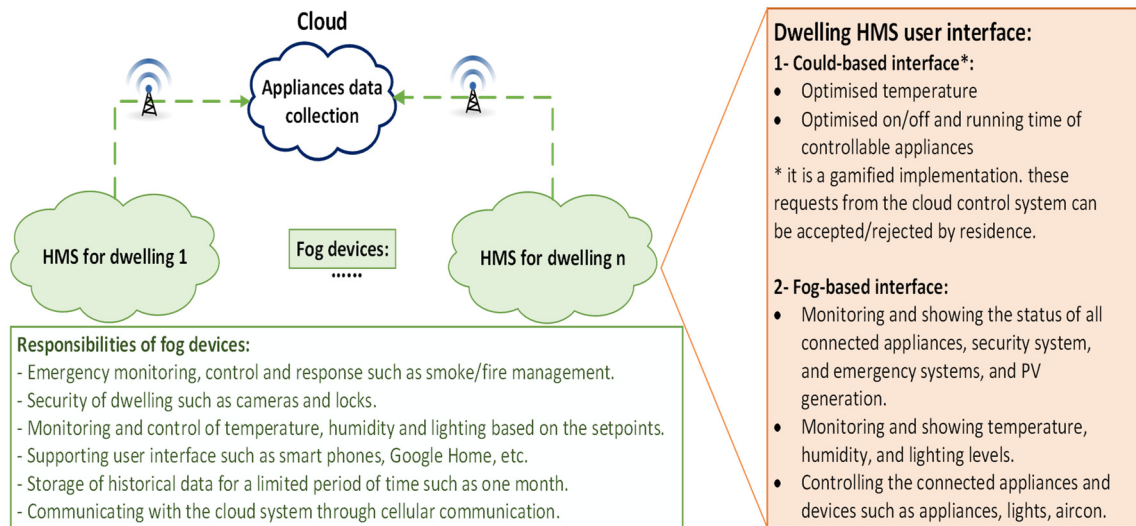 Cloud
Appliances data
collection
HMS for dwelling 1
Fog devices:
......
HMS for dwelling n
Responsibilities of fog devices:
- Emergency monitoring, control and response such as smoke/fire management.
- Security of dwelling such as cameras and locks.
- Monitoring and control of temperature, humidity and lighting based on the setpoints.
- Supporting user interface such as smart phones, Google Home, etc.
- Storage of historical data for a limited period of time such as one month.
- Communicating with the cloud system through cellular communication.
Dwelling HMS user interface:
1- Could-based interface*:
• Optimised temperature
• Optimised on/off and running time of
controllable appliances
* it is a gamified implementation. these
requests from the cloud control system can
be accepted/rejected by residence.
2- Fog-based interface:
• Monitoring and showing the status of all
connected appliances, security system,
and emergency systems, and PV
generation.
• Monitoring and showing temperature,
humidity, and lighting levels.
• Controlling the connected appliances and
devices such as appliances, lights, aircon.